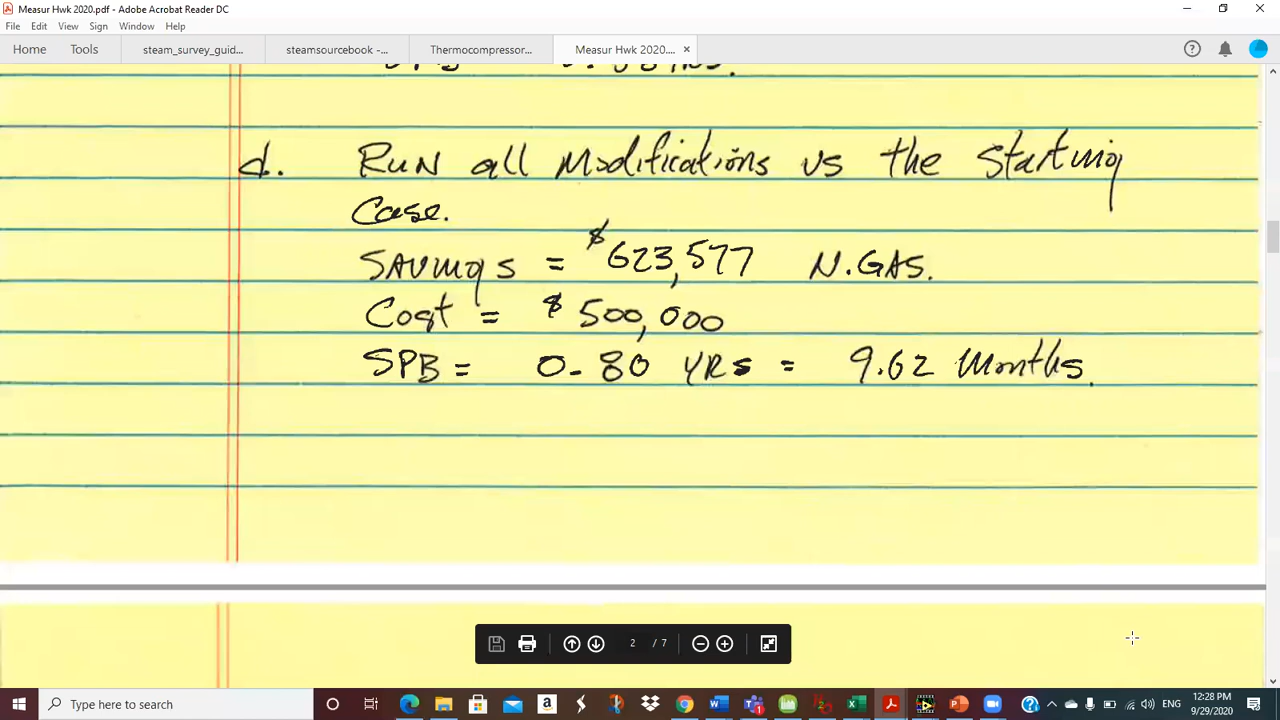 Measur Hwk 2020.pdf - Adobe Acrobat Reader DC
File Edit View Sign Window Help
Home Tools steam_survey_guid... steamsourcebook -... Thermocompressor... Measur Hwk 2020.... ×
d. Run all Modifications vs the Starting
Case.
SAVINGS = $623,577 N.GAS.
Cost = $500,000
SPB = 0.80 YRs = 9.62 Months.
2 / 7
Type here to search
ENG
12:28 PM
9/29/2020